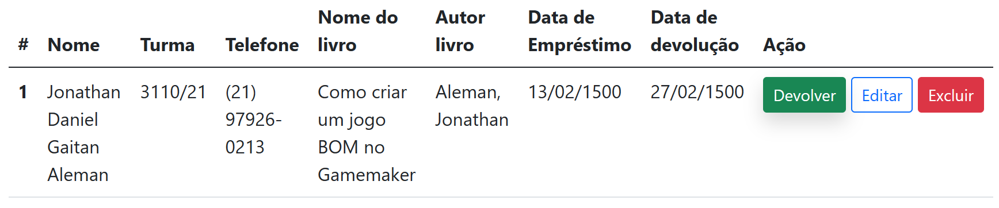 # Nome Turma Telefone Nome do livro Autor livro Data de Empréstimo Data de devolução Ação
1 Jonathan Daniel Gaitan Aleman 3110/21 (21) 97926-0213 Como criar um jogo BOM no Gamemaker Aleman, Jonathan 13/02/1500 27/02/1500 Devolver Editar Excluir